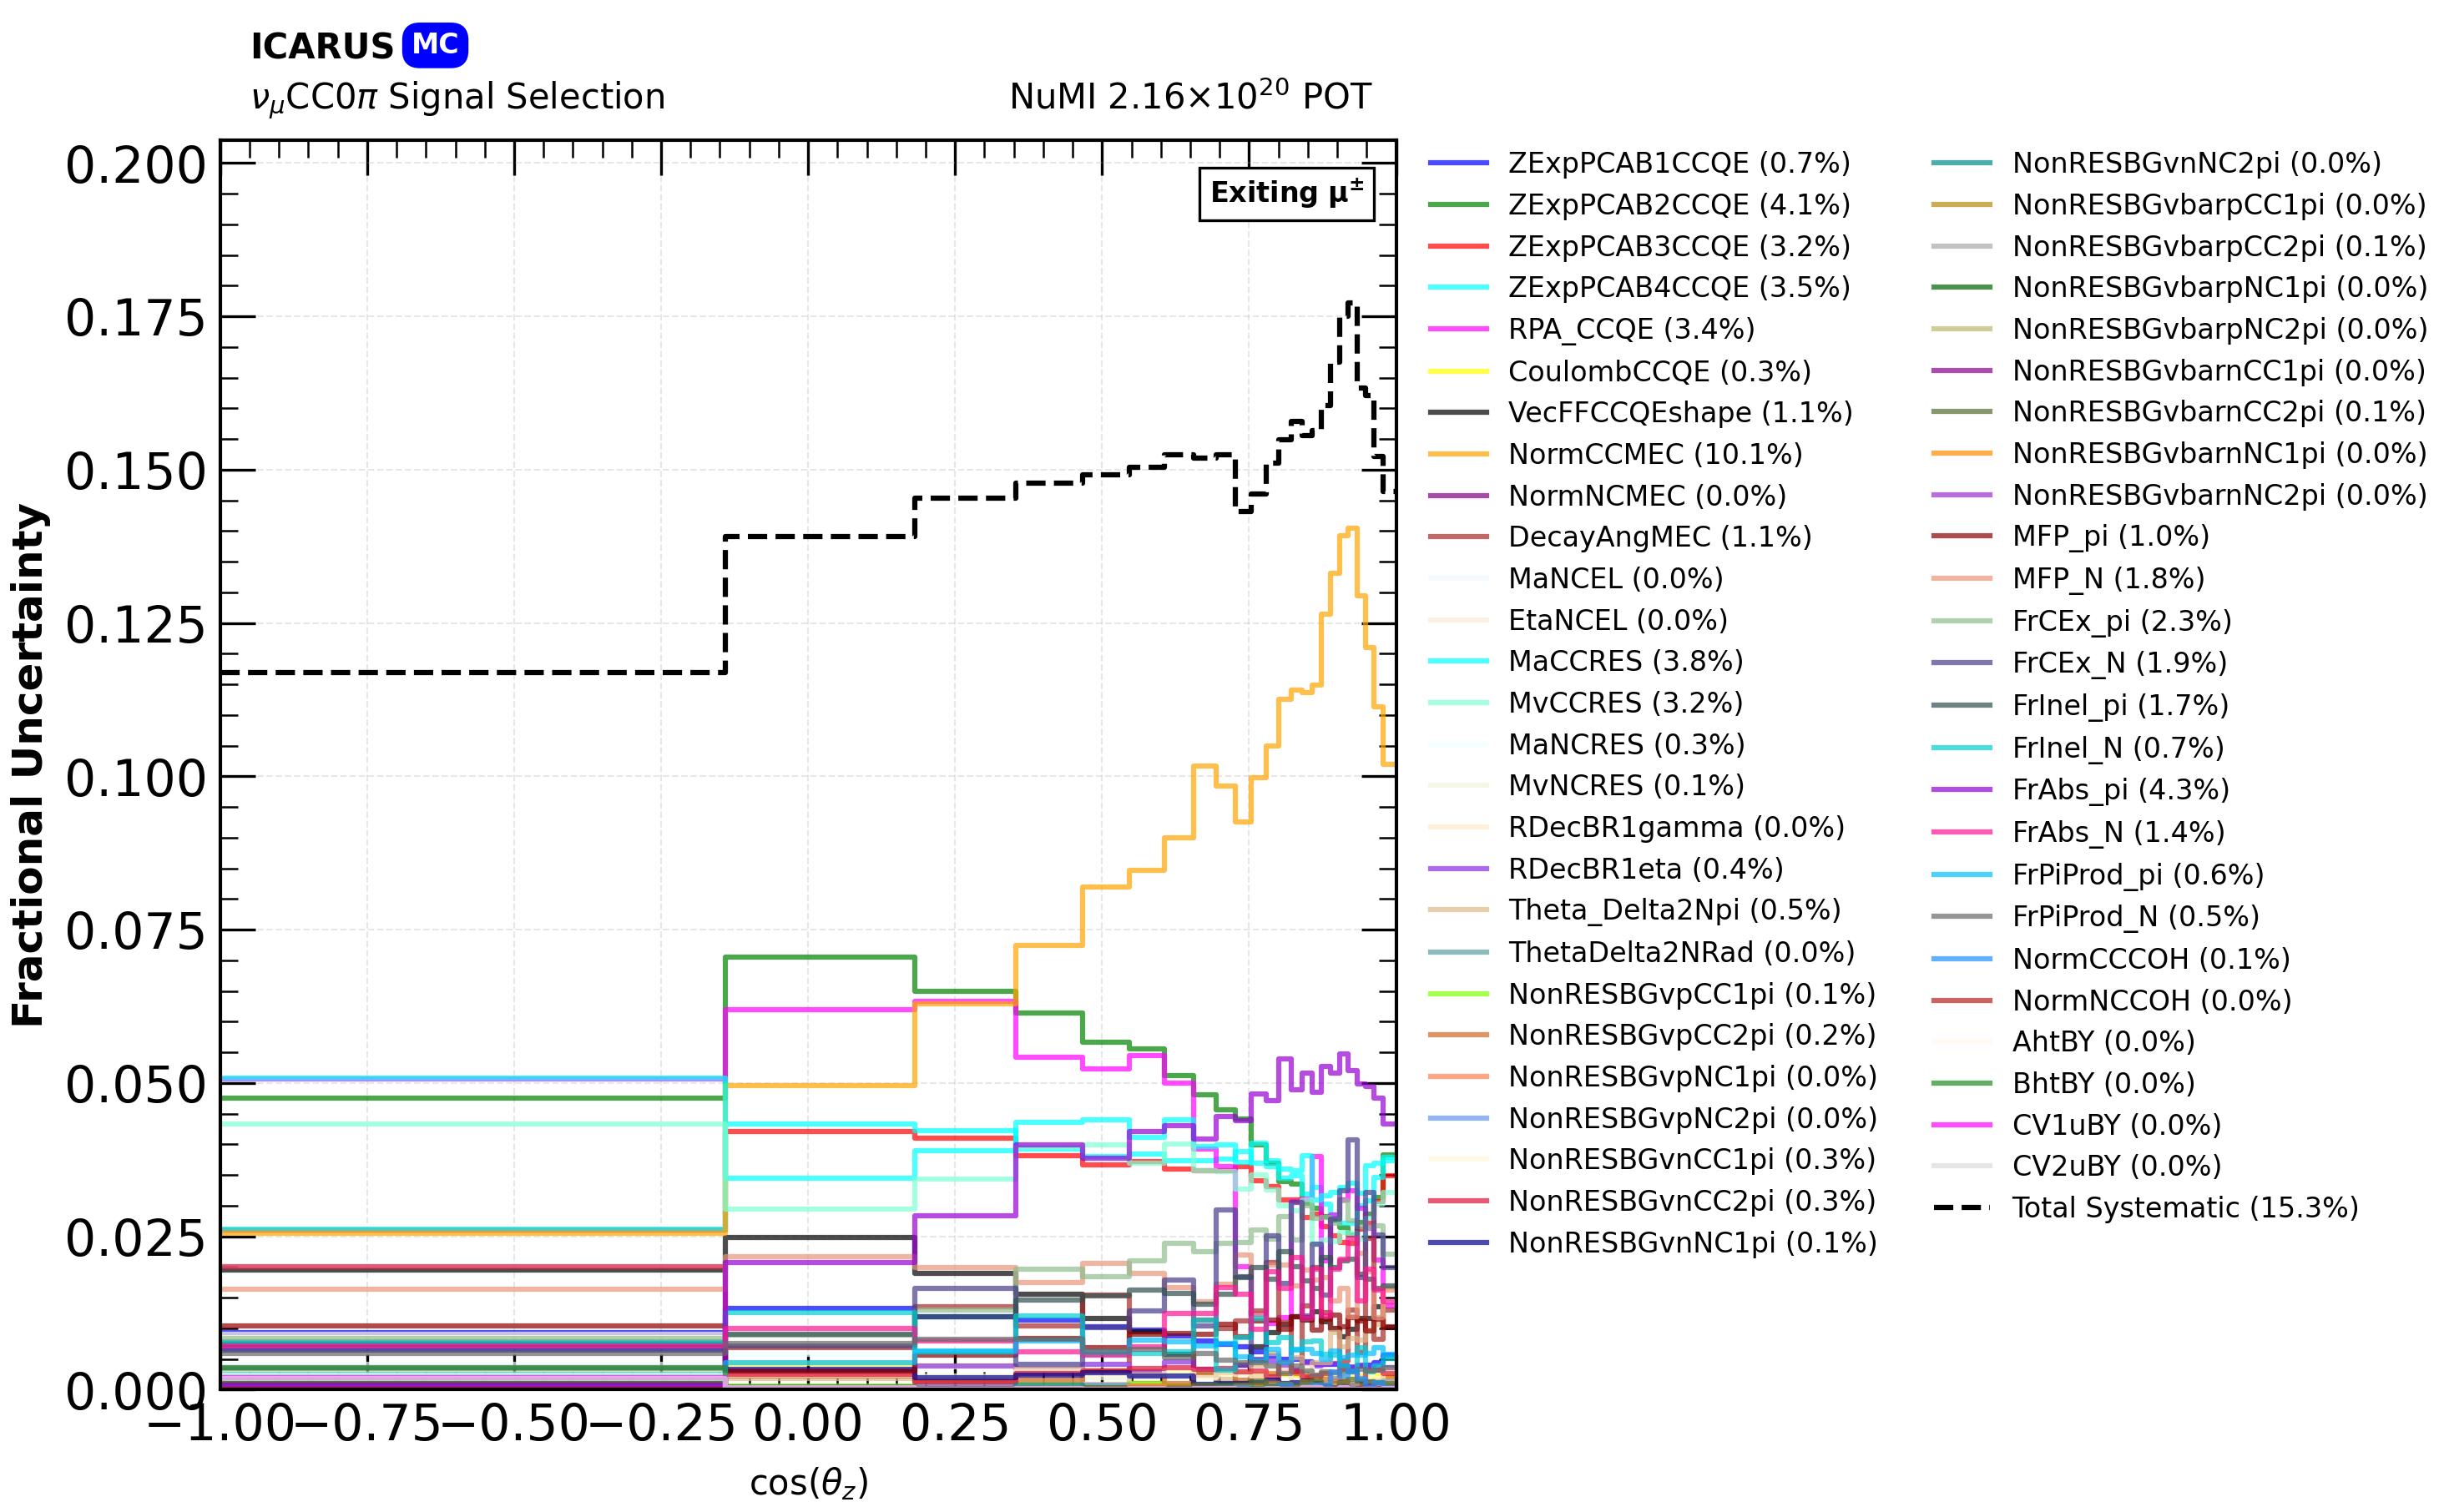 ICARUS MC
νμCC0π Signal Selection
NuMI 2.16×10²⁰ POT
Exiting μ±
Fractional Uncertainty
0.200
0.175
0.150
0.125
0.100
0.075
0.050
0.025
0.000
−1.00 −0.75 −0.50 −0.25 0.00 0.25 0.50 0.75 1.00
cos(θz)
ZExpPCAB1CCQE (0.7%)
ZExpPCAB2CCQE (4.1%)
ZExpPCAB3CCQE (3.2%)
ZExpPCAB4CCQE (3.5%)
RPA_CCQE (3.4%)
CoulombCCQE (0.3%)
VecFFCCQEshape (1.1%)
NormCCMEC (10.1%)
NormNCMEC (0.0%)
DecayAngMEC (1.1%)
MaNCEL (0.0%)
EtaNCEL (0.0%)
MaCCRES (3.8%)
MvCCRES (3.2%)
MaNCRES (0.3%)
MvNCRES (0.1%)
RDecBR1gamma (0.0%)
RDecBR1eta (0.4%)
Theta_Delta2Npi (0.5%)
ThetaDelta2NRad (0.0%)
NonRESBGvpCC1pi (0.1%)
NonRESBGvpCC2pi (0.2%)
NonRESBGvpNC1pi (0.0%)
NonRESBGvpNC2pi (0.0%)
NonRESBGvnCC1pi (0.3%)
NonRESBGvnCC2pi (0.3%)
NonRESBGvnNC1pi (0.1%)
NonRESBGvnNC2pi (0.0%)
NonRESBGvbarpCC1pi (0.0%)
NonRESBGvbarpCC2pi (0.1%)
NonRESBGvbarpNC1pi (0.0%)
NonRESBGvbarpNC2pi (0.0%)
NonRESBGvbarnCC1pi (0.0%)
NonRESBGvbarnCC2pi (0.1%)
NonRESBGvbarnNC1pi (0.0%)
NonRESBGvbarnNC2pi (0.0%)
MFP_pi (1.0%)
MFP_N (1.8%)
FrCEx_pi (2.3%)
FrCEx_N (1.9%)
FrInel_pi (1.7%)
FrInel_N (0.7%)
FrAbs_pi (4.3%)
FrAbs_N (1.4%)
FrPiProd_pi (0.6%)
FrPiProd_N (0.5%)
NormCCCOH (0.1%)
NormNCCOH (0.0%)
AhtBY (0.0%)
BhtBY (0.0%)
CV1uBY (0.0%)
CV2uBY (0.0%)
Total Systematic (15.3%)